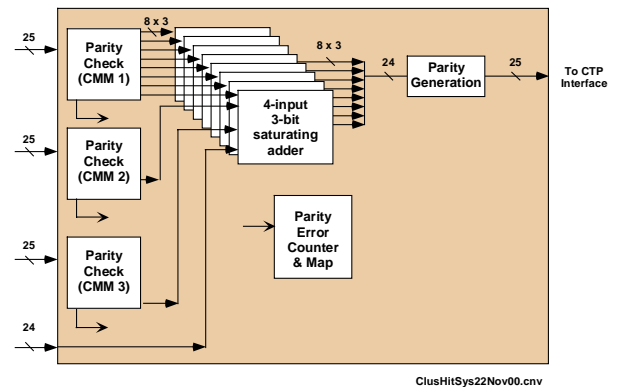 8 x 3
25
Parity
Check
(CMM 1)
8 x 3
24
Parity
Generation
25
To CTP
Interface
4-input
3-bit
saturating
adder
25
Parity
Check
(CMM 2)
Parity
Error
Counter
& Map
25
Parity
Check
(CMM 3)
24
ClusHitSys22Nov00.cnv